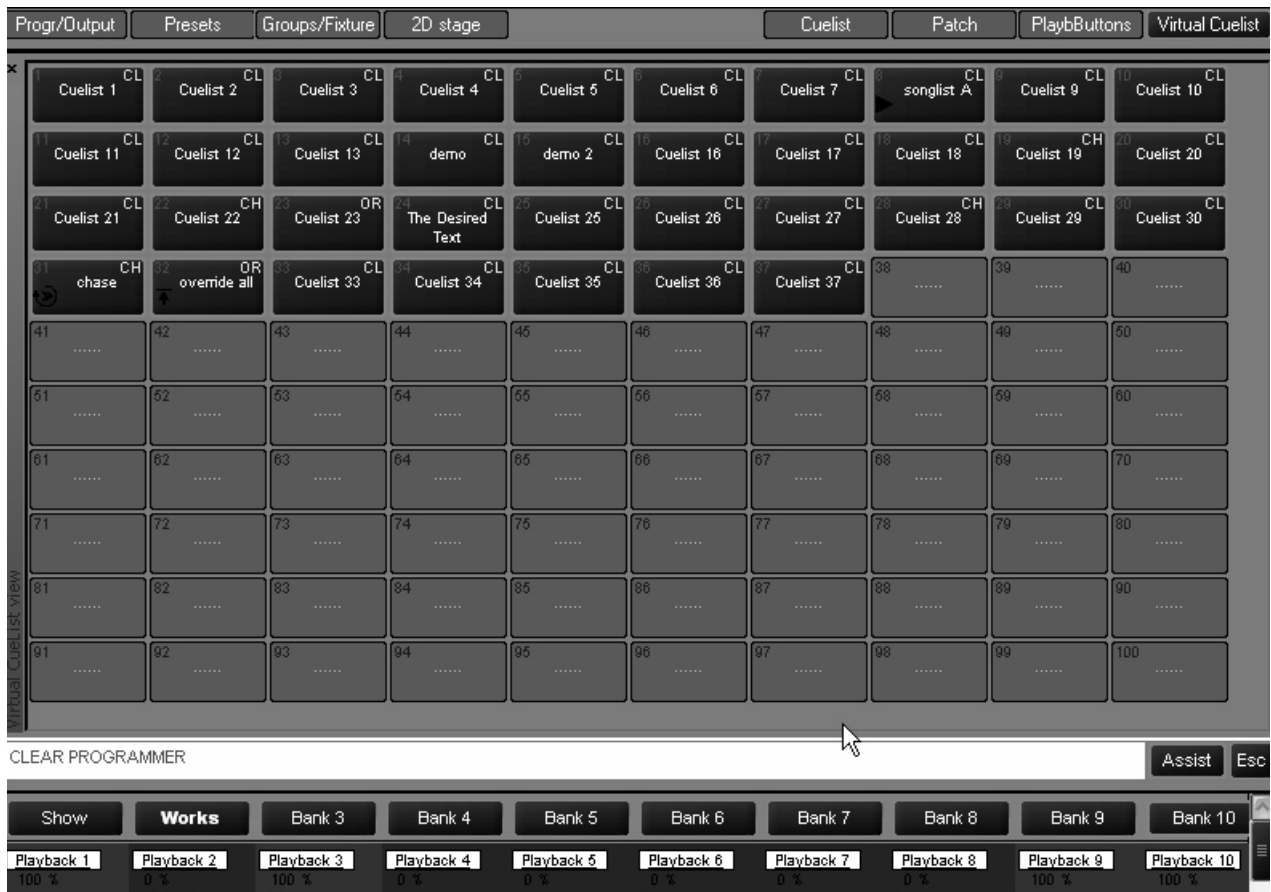 Progr/Output Presets Groups/Fixture 2D stage Cuelist Patch PlaybButtons Virtual Cuelist
x
1 CL 2 CL 3 CL 4 CL 5 CL 6 CL 7 CL 8 CL 9 CL 10 CL
Cuelist 1 Cuelist 2 Cuelist 3 Cuelist 4 Cuelist 5 Cuelist 6 Cuelist 7 songlist A Cuelist 9 Cuelist 10
11 CL 12 CL 13 CL 14 CL 15 CL 16 CL 17 CL 18 CL 19 CH 20 CL
Cuelist 11 Cuelist 12 Cuelist 13 demo demo 2 Cuelist 16 Cuelist 17 Cuelist 18 Cuelist 19 Cuelist 20
21 CL 22 CH 23 OR 24 CL 25 CL 26 CL 27 CL 28 CH 29 CL 30 CL
Cuelist 21 Cuelist 22 Cuelist 23 The Desired Cuelist 25 Cuelist 26 Cuelist 27 Cuelist 28 Cuelist 29 Cuelist 30
Text
31 CH 32 OR 33 CL 34 CL 35 CL 36 CL 37 CL 38 39 40
chase override all Cuelist 33 Cuelist 34 Cuelist 35 Cuelist 36 Cuelist 37 ...... ...... ......
41 42 43 44 45 46 47 48 49 50
...... ...... ...... ...... ...... ...... ...... ...... ...... ......
51 52 53 54 55 56 57 58 59 60
...... ...... ...... ...... ...... ...... ...... ...... ...... ......
61 62 63 64 65 66 67 68 69 70
...... ...... ...... ...... ...... ...... ...... ...... ...... ......
71 72 73 74 75 76 77 78 79 80
...... ...... ...... ...... ...... ...... ...... ...... ...... ......
81 82 83 84 85 86 87 88 89 90
...... ...... ...... ...... ...... ...... ...... ...... ...... ......
91 92 93 94 95 96 97 98 99 100
...... ...... ...... ...... ...... ...... ...... ...... ...... ......
Virtual CueList view
CLEAR PROGRAMMER Assist Esc
Show Works Bank 3 Bank 4 Bank 5 Bank 6 Bank 7 Bank 8 Bank 9 Bank 10
Playback 1 Playback 2 Playback 3 Playback 4 Playback 5 Playback 6 Playback 7 Playback 8 Playback 9 Playback 10
100 % 0 % 100 % 0 % 0 % 0 % 0 % 0 % 100 % 100 %